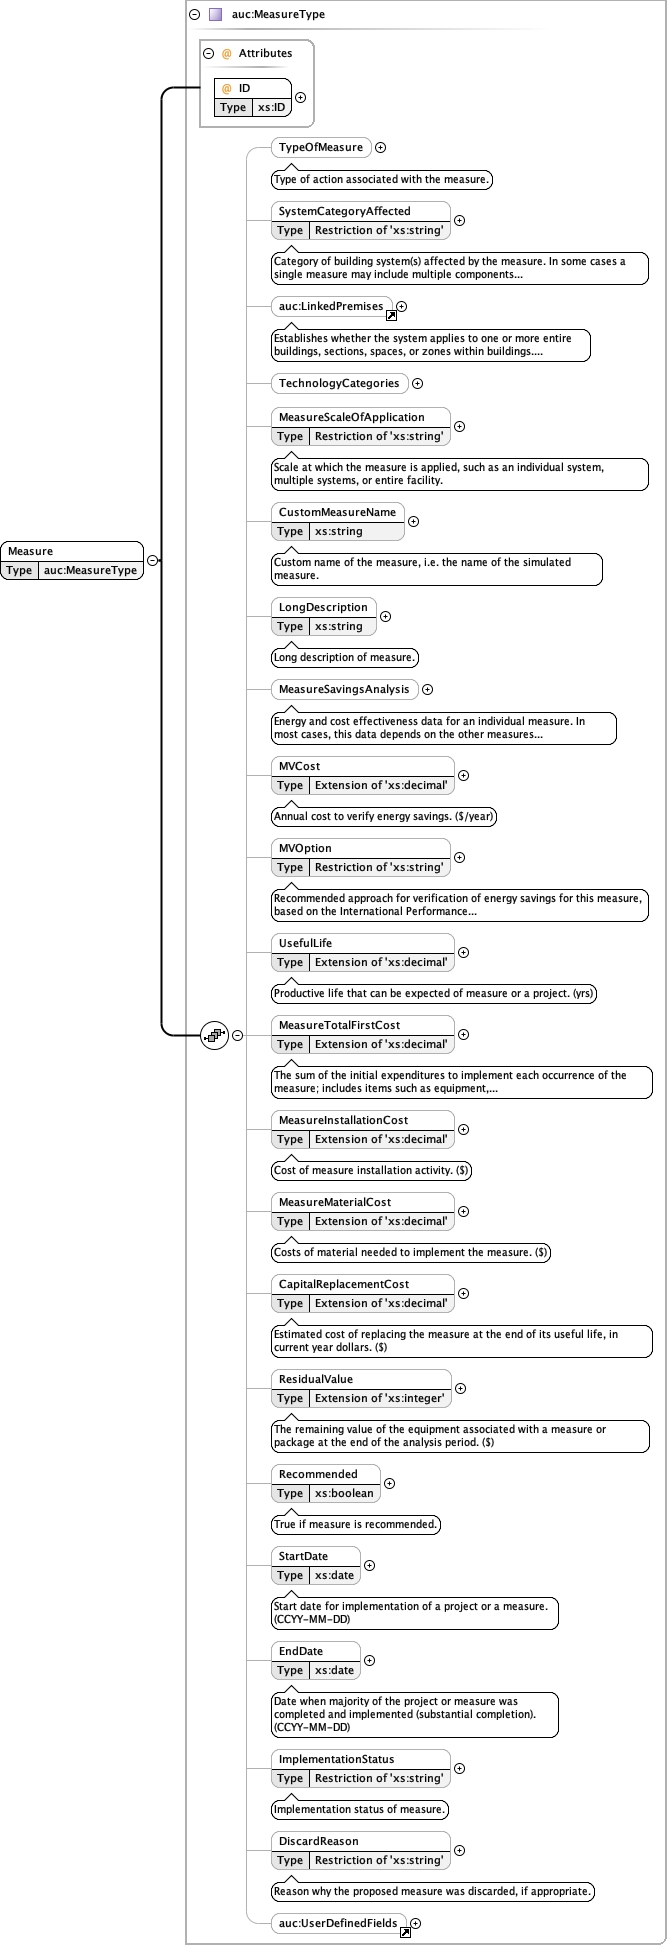 auc:MeasureType
@ Attributes
@ ID
Type xs:ID
TypeOfMeasure
Type of action associated with the measure.
SystemCategoryAffected
Type Restriction of 'xs:string'
Category of building system(s) affected by the measure. In some cases a
single measure may include multiple components...
auc:LinkedPremises
Establishes whether the system applies to one or more entire
buildings, sections, spaces, or zones within buildings....
TechnologyCategories
MeasureScaleOfApplication
Type Restriction of 'xs:string'
Scale at which the measure is applied, such as an individual system,
multiple systems, or entire facility.
CustomMeasureName
Type xs:string
Custom name of the measure, i.e. the name of the simulated
measure.
Measure
Type auc:MeasureType
LongDescription
Type xs:string
Long description of measure.
MeasureSavingsAnalysis
Energy and cost effectiveness data for an individual measure. In
most cases, this data depends on the other measures...
MVCost
Type Extension of 'xs:decimal'
Annual cost to verify energy savings. ($/year)
MVOption
Type Restriction of 'xs:string'
Recommended approach for verification of energy savings for this measure,
based on the International Performance...
UsefulLife
Type Extension of 'xs:decimal'
Productive life that can be expected of measure or a project. (yrs)
MeasureTotalFirstCost
Type Extension of 'xs:decimal'
The sum of the initial expenditures to implement each occurrence of the
measure; includes items such as equipment,...
MeasureInstallationCost
Type Extension of 'xs:decimal'
Cost of measure installation activity. ($)
MeasureMaterialCost
Type Extension of 'xs:decimal'
Costs of material needed to implement the measure. ($)
CapitalReplacementCost
Type Extension of 'xs:decimal'
Estimated cost of replacing the measure at the end of its useful life, in
current year dollars. ($)
ResidualValue
Type Extension of 'xs:integer'
The remaining value of the equipment associated with a measure or
package at the end of the analysis period. ($)
Recommended
Type xs:boolean
True if measure is recommended.
StartDate
Type xs:date
Start date for implementation of a project or a measure.
(CCYY-MM-DD)
EndDate
Type xs:date
Date when majority of the project or measure was
completed and implemented (substantial completion).
(CCYY-MM-DD)
ImplementationStatus
Type Restriction of 'xs:string'
Implementation status of measure.
DiscardReason
Type Restriction of 'xs:string'
Reason why the proposed measure was discarded, if appropriate.
auc:UserDefinedFields